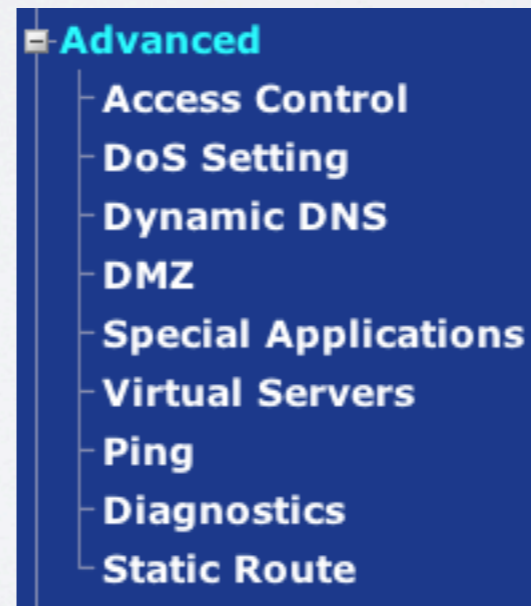 Advanced
Access Control
DoS Setting
Dynamic DNS
DMZ
Special Applications
Virtual Servers
Ping
Diagnostics
Static Route